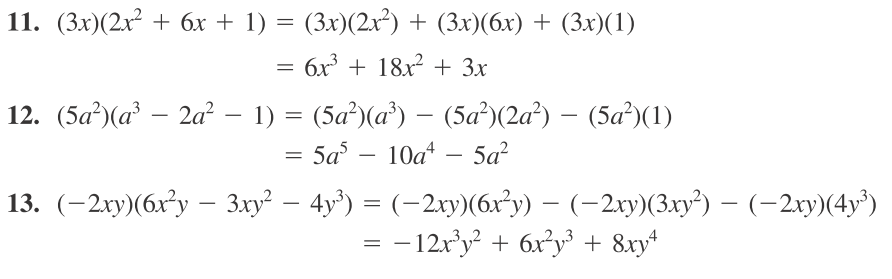 11. (3x)(2x² + 6x + 1) = (3x)(2x²) + (3x)(6x) + (3x)(1)
= 6x³ + 18x² + 3x
12. (5a²)(a³ − 2a² − 1) = (5a²)(a³) − (5a²)(2a²) − (5a²)(1)
= 5a⁵ − 10a⁴ − 5a²
13. (−2xy)(6x²y − 3xy² − 4y³) = (−2xy)(6x²y) − (−2xy)(3xy²) − (−2xy)(4y³)
= −12x³y² + 6x²y³ + 8xy⁴